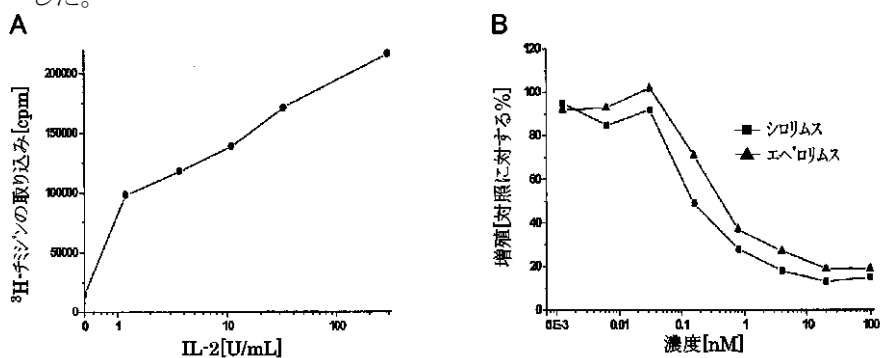 した。
A
B
200000
150000
100000
50000
0
³H-チミジンの取り込み[cpm]
0 1 10 100
IL-2[U/mL]
120
100
80
60
40
20
0
増殖[対照に対する%]
シロリムス
エベロリムス
0.01 0.1 1 10 100
濃度[nM]